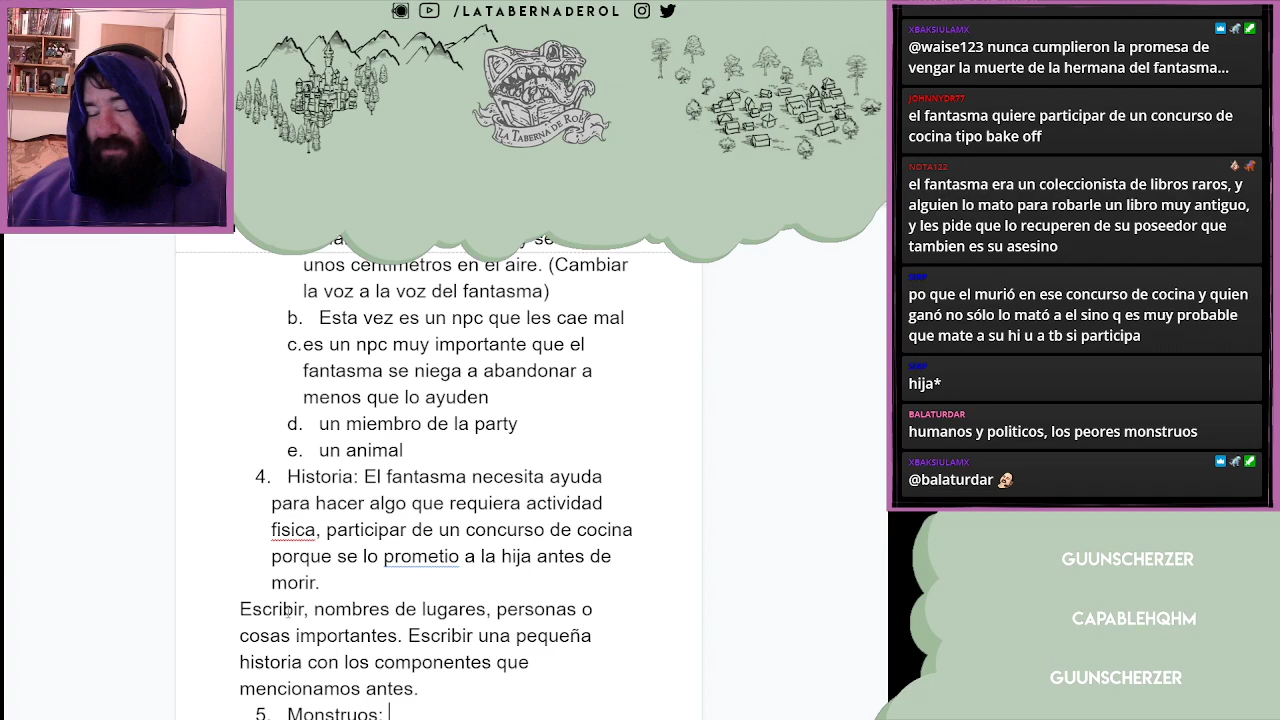 /LATABERNADEROL
LA TABERNA DE ROL
unos centímetros en el aire. (Cambiar
la voz a la voz del fantasma)
b. Esta vez es un npc que les cae mal
c. es un npc muy importante que el
fantasma se niega a abandonar a
menos que lo ayuden
d. un miembro de la party
e. un animal
4. Historia: El fantasma necesita ayuda
para hacer algo que requiera actividad
fisica, participar de un concurso de cocina
porque se lo prometio a la hija antes de
morir.
Escribir, nombres de lugares, personas o
cosas importantes. Escribir una pequeña
historia con los componentes que
mencionamos antes.
5. Monstruos:
XBAKSIULAMX
@waise123 nunca cumplieron la promesa de
vengar la muerte de la hermana del fantasma...
JOHNNYDR77
el fantasma quiere participar de un concurso de
cocina tipo bake off
NOTA122
el fantasma era un coleccionista de libros raros, y
alguien lo mato para robarle un libro muy antiguo,
y les pide que lo recuperen de su poseedor que
tambien es su asesino
po que el murió en ese concurso de cocina y quien
ganó no sólo lo mató a el sino q es muy probable
que mate a su hi u a tb si participa
hija*
BALATURDAR
humanos y politicos, los peores monstruos
XBAKSIULAMX
@balaturdar
GUUNSCHERZER
CAPABLEHQHM
GUUNSCHERZER